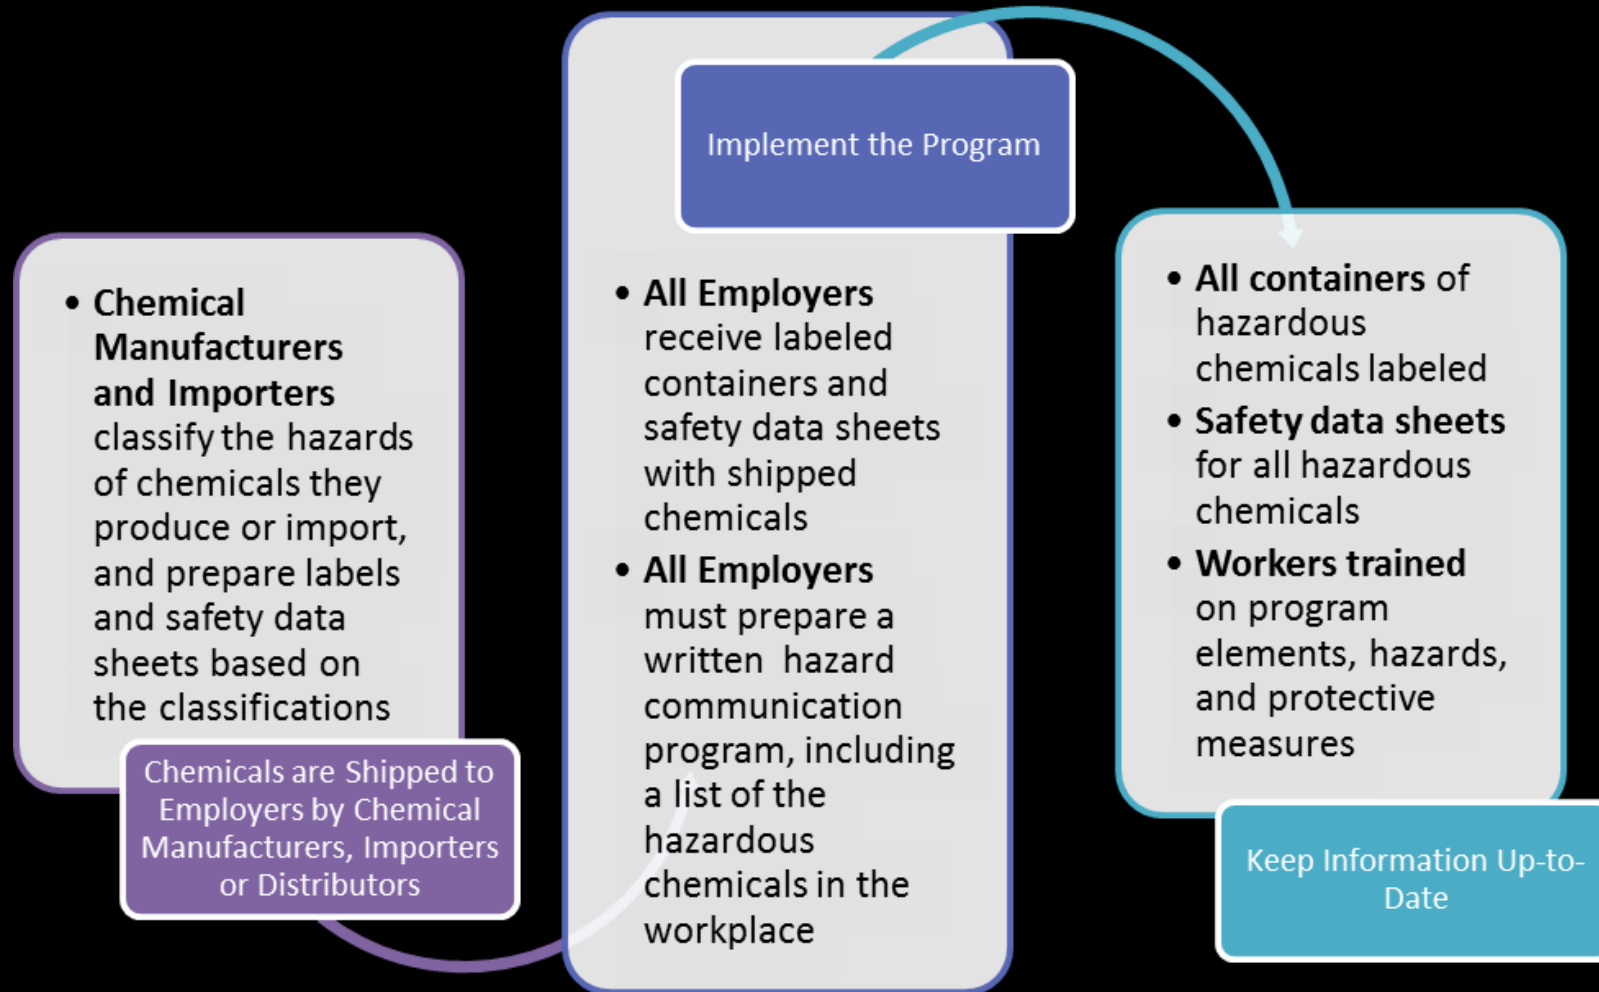 • Chemical
Manufacturers
and Importers
classify the hazards
of chemicals they
produce or import,
and prepare labels
and safety data
sheets based on
the classifications
Chemicals are Shipped to
Employers by Chemical
Manufacturers, Importers
or Distributors
Implement the Program
• All Employers
receive labeled
containers and
safety data sheets
with shipped
chemicals
• All Employers
must prepare a
written hazard
communication
program, including
a list of the
hazardous
chemicals in the
workplace
• All containers of
hazardous
chemicals labeled
• Safety data sheets
for all hazardous
chemicals
• Workers trained
on program
elements, hazards,
and protective
measures
Keep Information Up-to-
Date